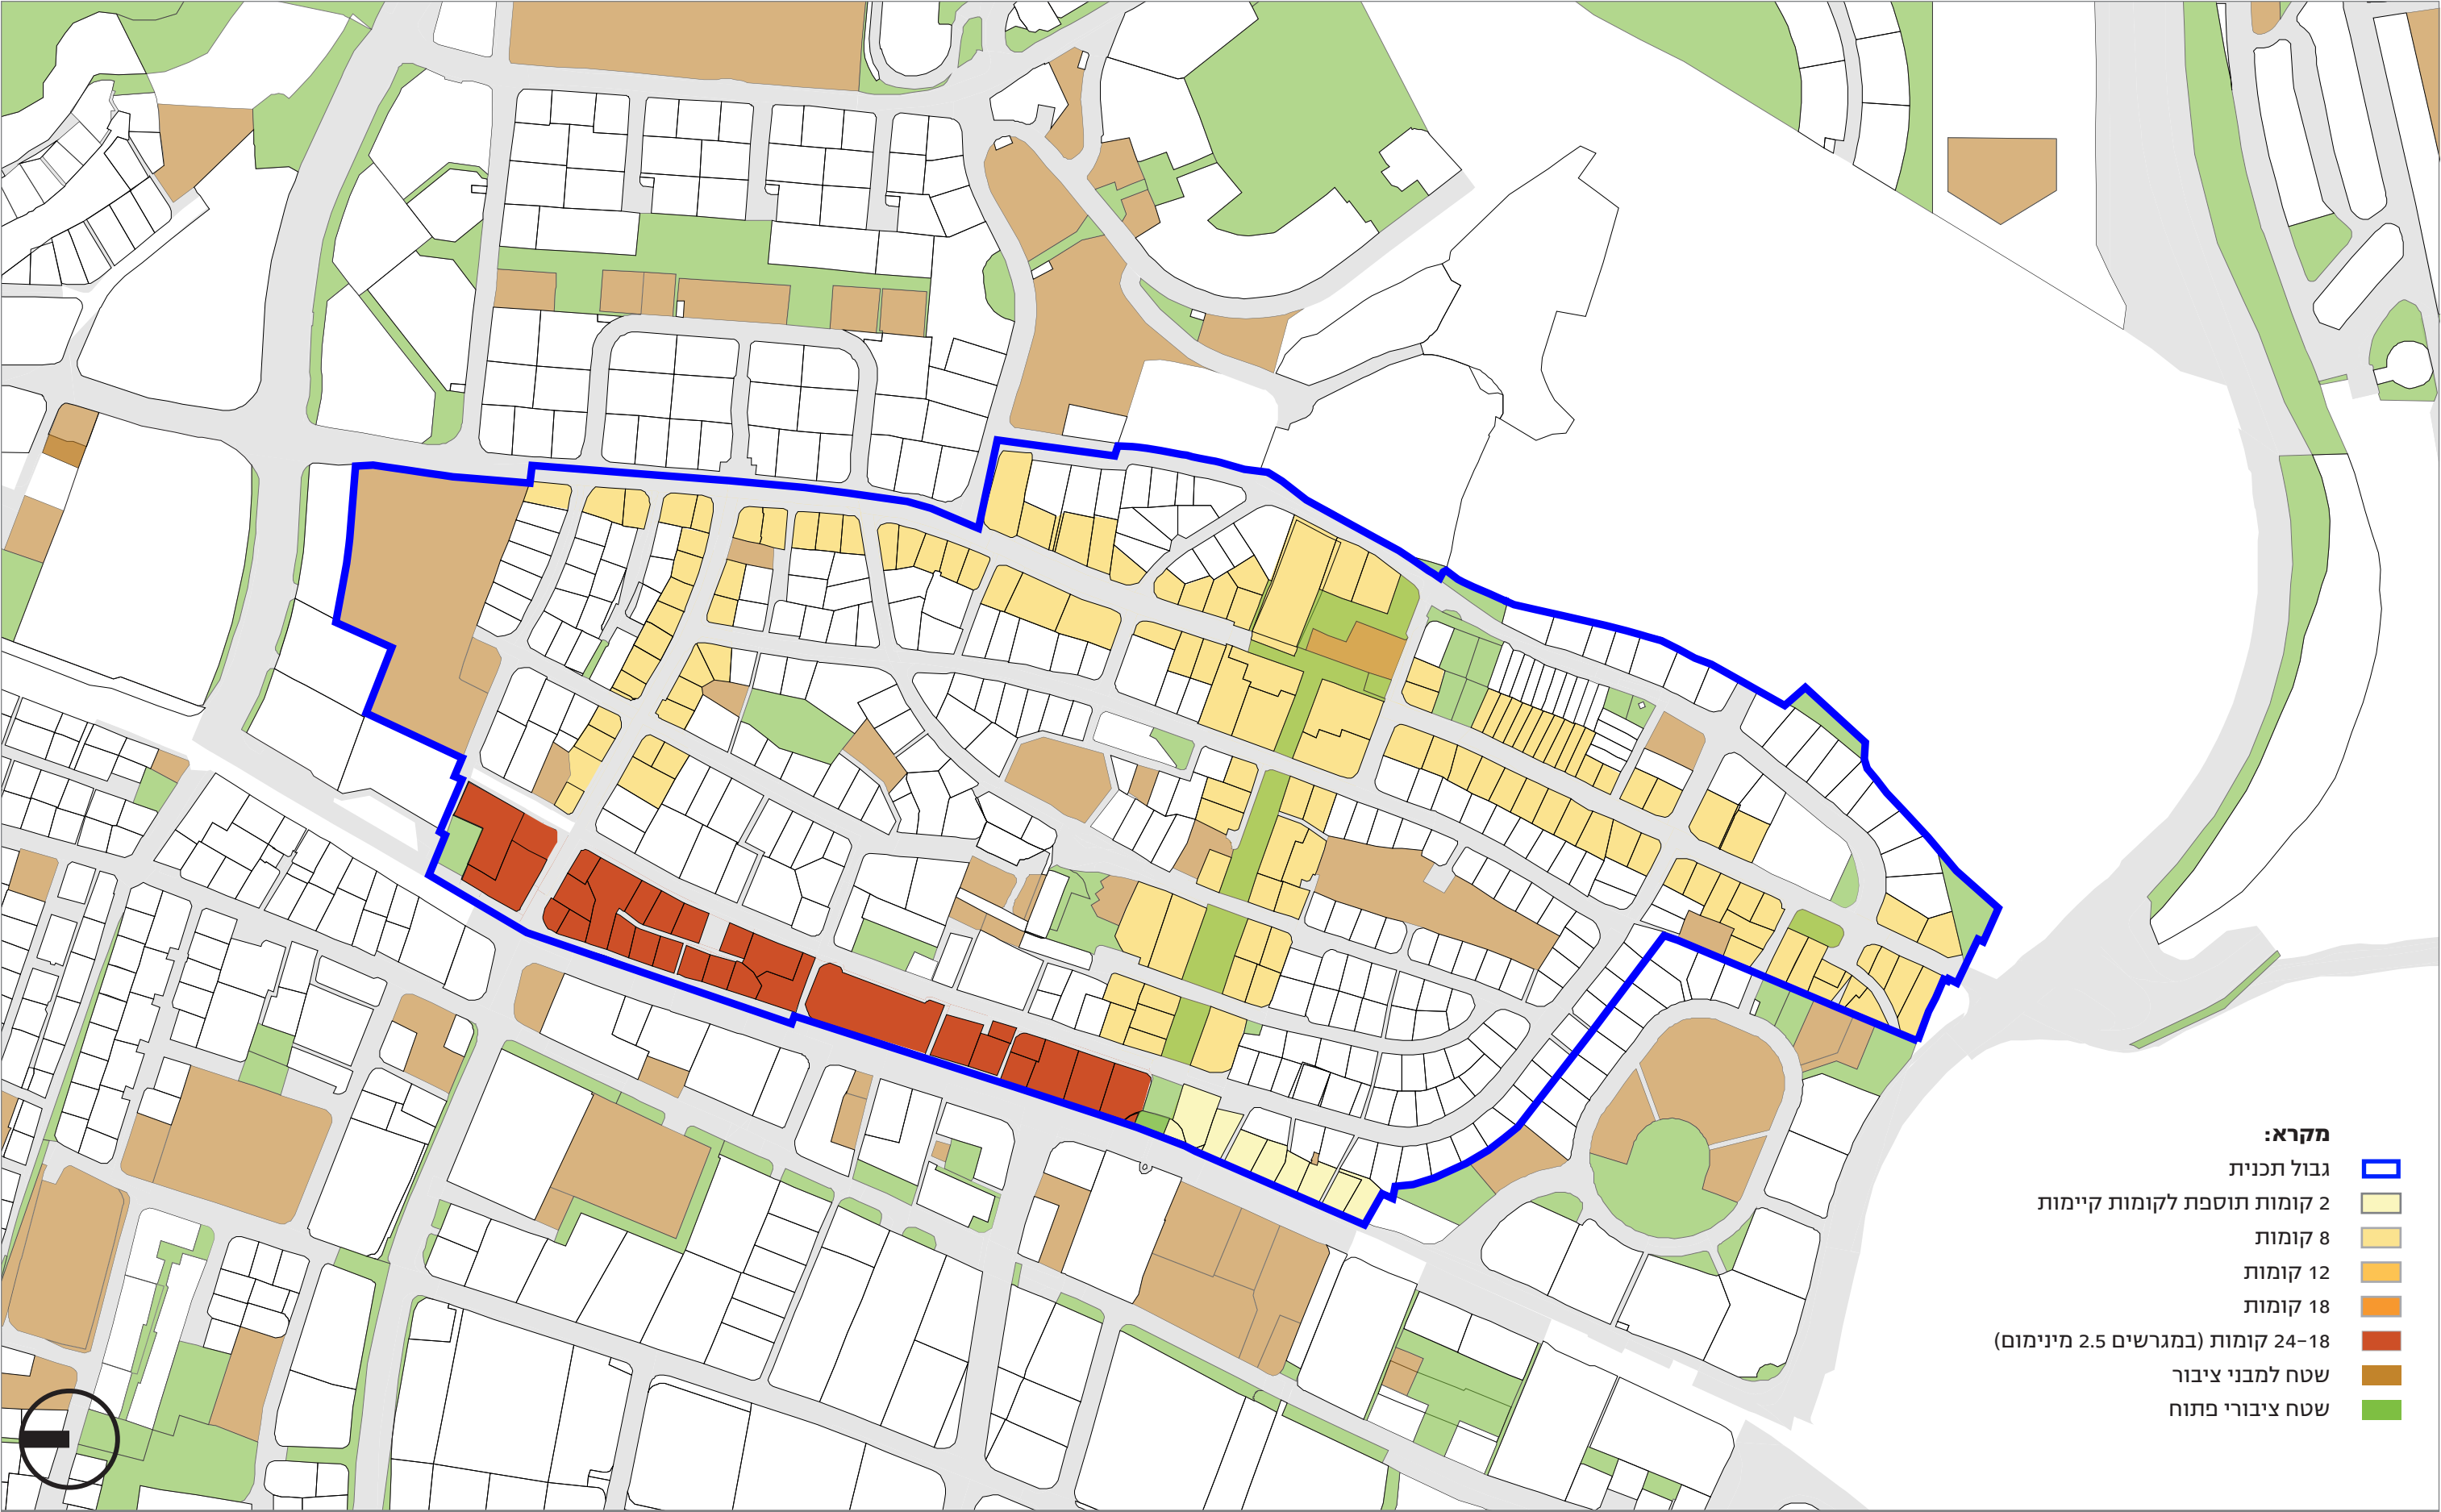 מקרא:
גבול תכנית
2 קומות תוספת לקומות קיימות
8 קומות
12 קומות
18 קומות
24-18 קומות (במגרשים 2.5 מינימום)
שטח למבני ציבור
שטח ציבורי פתוח